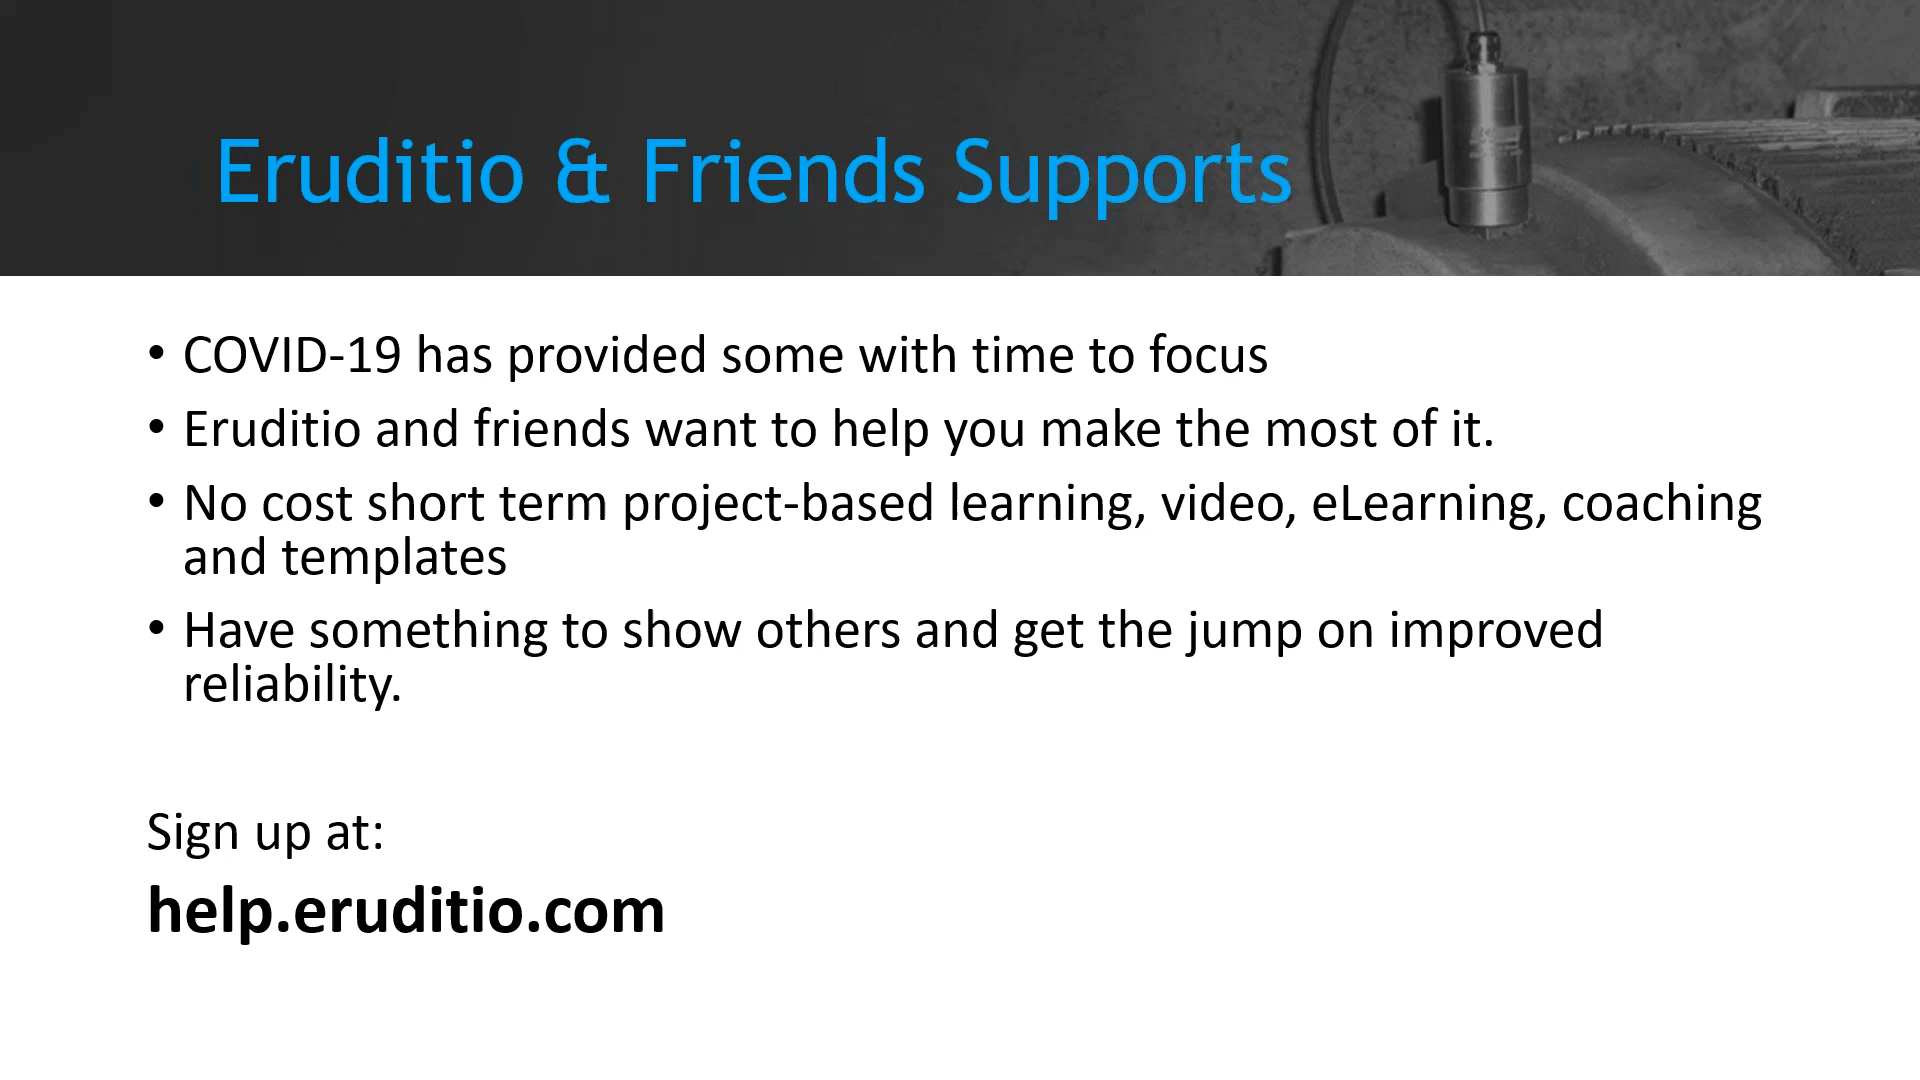 Eruditio & Friends Supports
• COVID-19 has provided some with time to focus
• Eruditio and friends want to help you make the most of it.
• No cost short term project-based learning, video, eLearning, coaching
and templates
• Have something to show others and get the jump on improved
reliability.
Sign up at:
help.eruditio.com